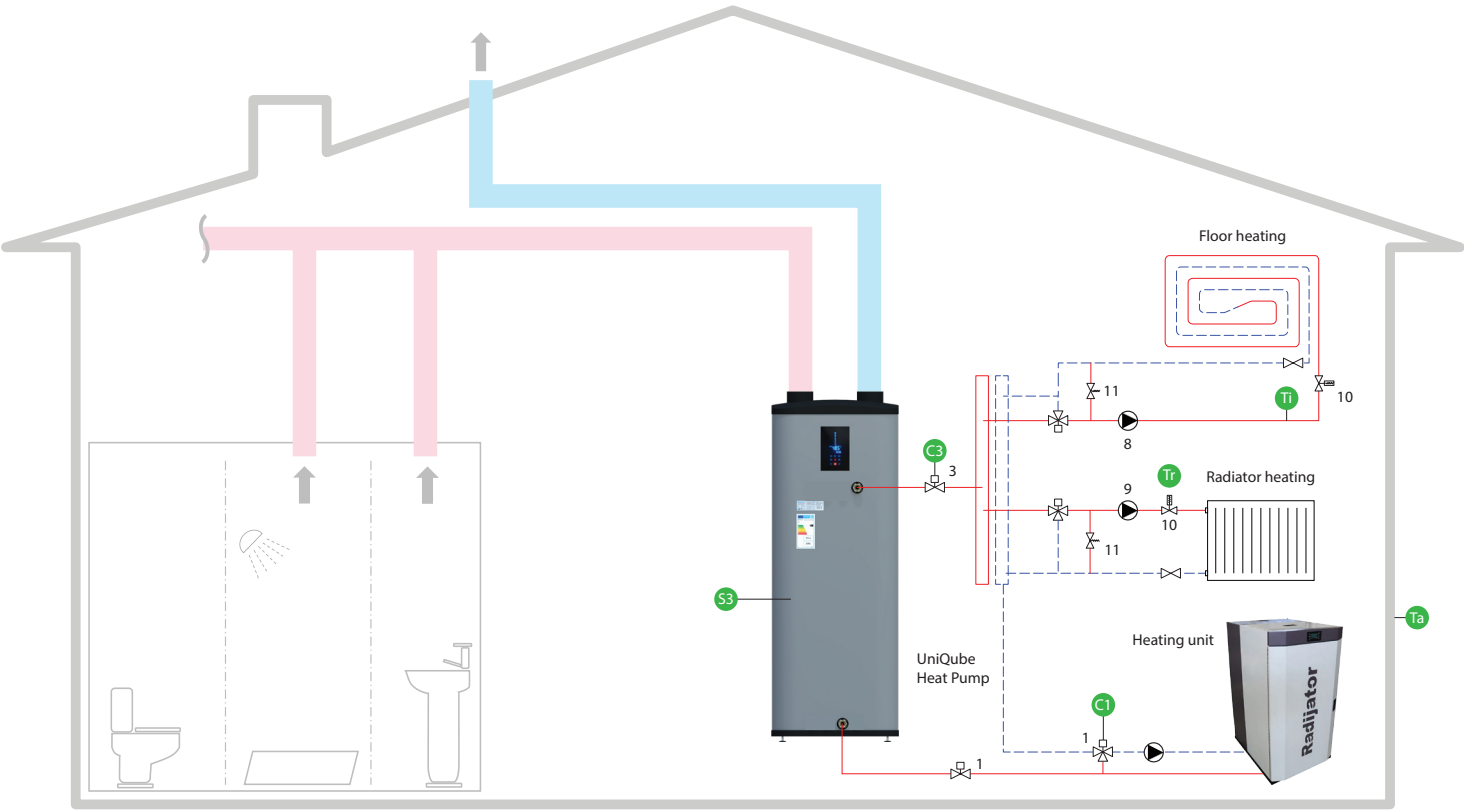 Floor heating
11
10
Ti
8
C3
3
Tr
9
Radiator heating
10
11
S3
Ta
Heating unit
UniQube
Heat Pump
Radijator
C1
1
1